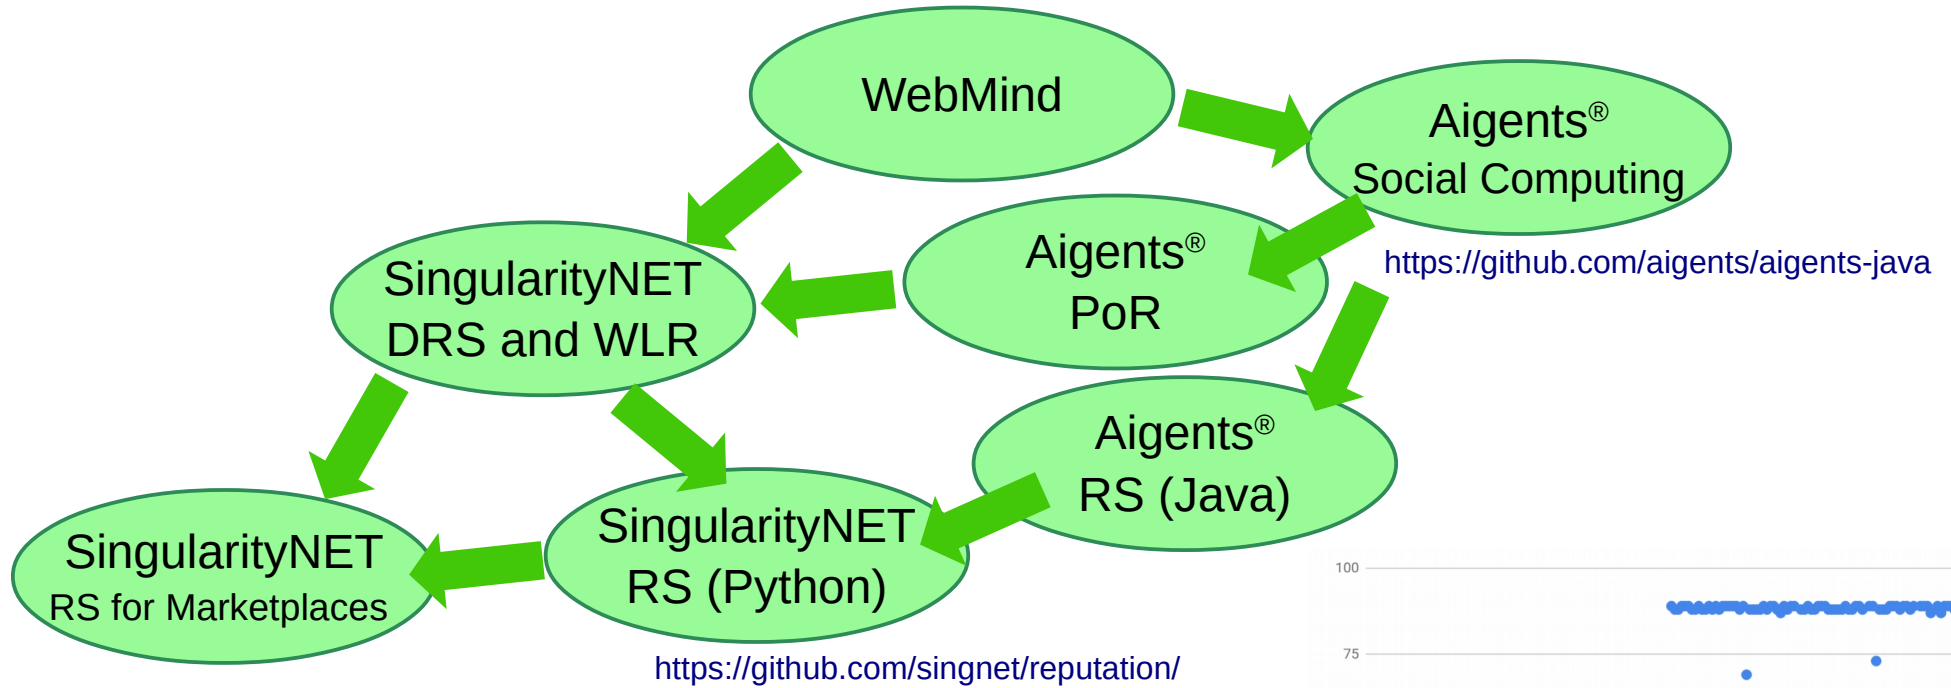 WebMind
Aigents®
Social Computing
https://github.com/aigents/aigents-java
Aigents®
PoR
SingularityNET
DRS and WLR
Aigents®
RS (Java)
SingularityNET
RS (Python)
https://github.com/singnet/reputation/
SingularityNET
RS for Marketplaces
100
75